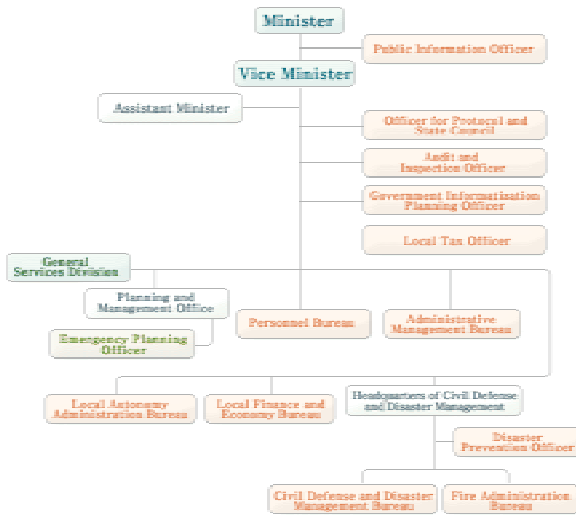 Minister
Public Information Officer
Vice Minister
Assistant Minister
Officer for Protocol and
State Council
Audit and
Inspection Officer
Government Informatization
Planning Officer
Local Tax Officer
General
Services Division
Planning and
Management Office
Emergency Planning
Officer
Personnel Bureau
Administrative
Management Bureau
Local Autonomy
Administration Bureau
Local Finance and
Economy Bureau
Headquarters of Civil Defense
and Disaster Management
Disaster
Prevention Officer
Civil Defense and Disaster
Management Bureau
Fire Administration
Bureau